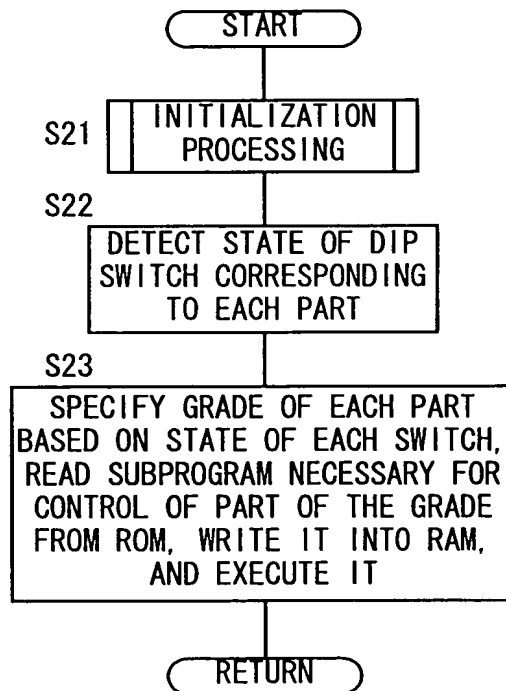 START
S21
INITIALIZATION
PROCESSING
S22
DETECT STATE OF DIP
SWITCH CORRESPONDING
TO EACH PART
S23
SPECIFY GRADE OF EACH PART
BASED ON STATE OF EACH SWITCH,
READ SUBPROGRAM NECESSARY FOR
CONTROL OF PART OF THE GRADE
FROM ROM, WRITE IT INTO RAM,
AND EXECUTE IT
RETURN